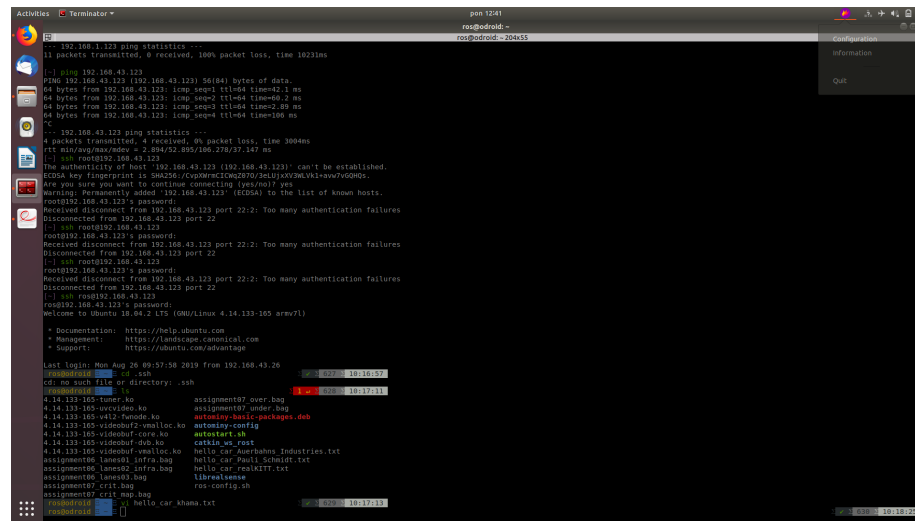 Activities Terminator pon 12:41
ros@odroid: ~
ros@odroid: ~ 204x55
Configuration
Information
Quit
--- 192.168.1.123 ping statistics ---
11 packets transmitted, 0 received, 100% packet loss, time 10231ms
[~] ping 192.168.43.123
PING 192.168.43.123 (192.168.43.123) 56(84) bytes of data.
64 bytes from 192.168.43.123: icmp_seq=1 ttl=64 time=42.1 ms
64 bytes from 192.168.43.123: icmp_seq=2 ttl=64 time=60.2 ms
64 bytes from 192.168.43.123: icmp_seq=3 ttl=64 time=2.89 ms
64 bytes from 192.168.43.123: icmp_seq=4 ttl=64 time=106 ms
^C
--- 192.168.43.123 ping statistics ---
4 packets transmitted, 4 received, 0% packet loss, time 3004ms
rtt min/avg/max/mdev = 2.894/52.895/106.278/37.147 ms
[~] ssh root@192.168.43.123
The authenticity of host '192.168.43.123 (192.168.43.123)' can't be established.
ECDSA key fingerprint is
Are you sure you want to continue connecting (yes/no)? yes
Warning: Permanently added '192.168.43.123' (ECDSA) to the list of known hosts.
root@192.168.43.123's password:
Received disconnect from 192.168.43.123 port 22:2: Too many authentication failures
Disconnected from 192.168.43.123 port 22
[~] ssh root@192.168.43.123
root@192.168.43.123's password:
Received disconnect from 192.168.43.123 port 22:2: Too many authentication failures
Disconnected from 192.168.43.123 port 22
[~] ssh root@192.168.43.123
root@192.168.43.123's password:
Received disconnect from 192.168.43.123 port 22:2: Too many authentication failures
Disconnected from 192.168.43.123 port 22
[~] ssh ros@192.168.43.123
ros@192.168.43.123's password:
Welcome to Ubuntu 18.04.2 LTS (GNU/Linux 4.14.133-165 armv7l)
* Documentation: https://help.ubuntu.com
* Management: https://landscape.canonical.com
* Support: https://ubuntu.com/advantage
Last login: Mon Aug 26 09:57:58 2019 from 192.168.43.26
ros@odroid ~ cd .ssh 627 10:16:57
cd: no such file or directory: .ssh
ros@odroid ~ ls 1 628 10:17:11
4.14.133-165-tuner.ko assignment07_over.bag
4.14.133-165-uvcvideo.ko assignment07_under.bag
4.14.133-165-v4l2-fwnode.ko autominy-basic-packages.deb
4.14.133-165-videobuf2-vmalloc.ko autominy-config
4.14.133-165-videobuf-core.ko autostart.sh
4.14.133-165-videobuf-dvb.ko catkin_ws_rost
4.14.133-165-videobuf-vmalloc.ko hello_car_Auerbahns_Industries.txt
assignment06_lanes01_infra.bag hello_car_Pauli_Schmidt.txt
assignment06_lanes02_infra.bag hello_car_realKITT.txt
assignment06_lanes03.bag librealsense
assignment07_crit.bag ros-config.sh
assignment07_crit_map.bag
ros@odroid ~ vi hello_car_khama.txt 629 10:17:13
ros@odroid ~ 630 10:18:25